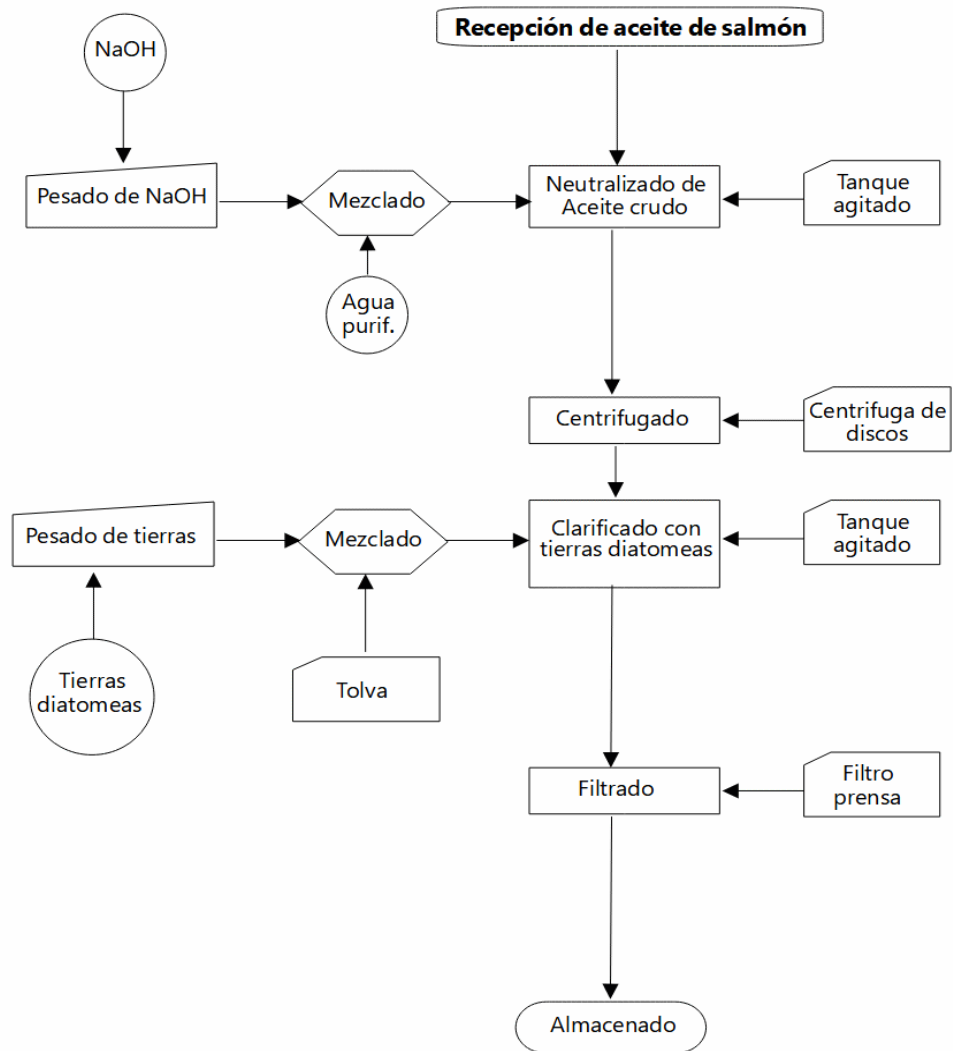 NaOH
Recepción de aceite de salmón
Pesado de NaOH
Mezclado
Neutralizado de
Aceite crudo
Tanque
agitado
Agua
purif.
Centrifugado
Centrifuga de
discos
Pesado de tierras
Mezclado
Clarificado con
tierras diatomeas
Tanque
agitado
Tierras
diatomeas
Tolva
Filtrado
Filtro
prensa
Almacenado